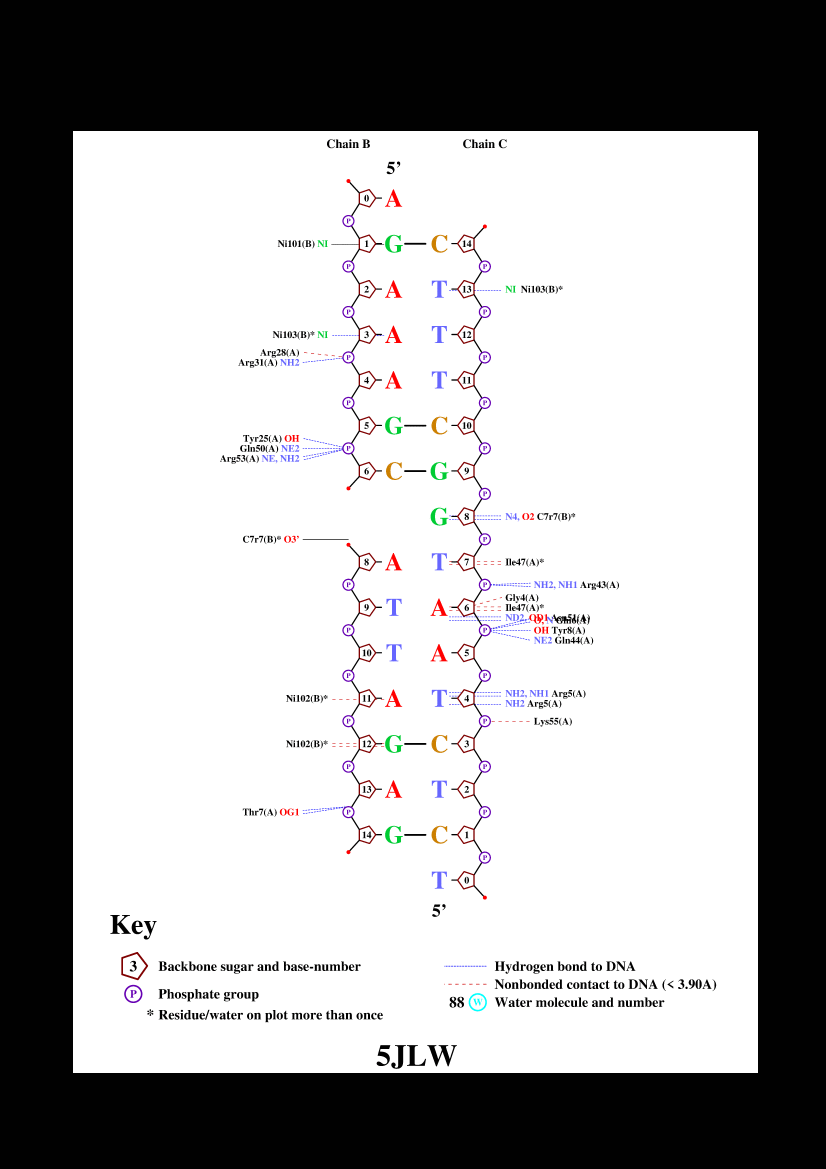 Chain B Chain C
5'
0 A
P
Ni101(B) NI 1 G C 14
P P
2 A T 13 NI Ni103(B)*
P P
Ni103(B)* NI 3 A T 12
Arg28(A)
P P
Arg31(A) NH2
4 A T 11
P P
5 G C 10
Tyr25(A) OH
Gln50(A) NE2 P P
Arg53(A) NE, NH2
6 C G 9
P
G 8 N4, O2 C7r7(B)*
C7r7(B)* O3' P
8 A T 7 Ile47(A)*
P P NH2, NH1 Arg43(A)
Gly4(A)
9 T A 6 Ile47(A)*
ND2, OD1 Asn51(A)
P P OH Tyr8(A)
NE2 Gln44(A)
10 T A 5
P P
NH2, NH1 Arg5(A)
Ni102(B)* 11 A T 4
NH2 Arg5(A)
P P Lys55(A)
Ni102(B)* 12 G C 3
P P
13 A T 2
Thr7(A) OG1 P P
14 G C 1
P
T 0
5'
Key
3 Backbone sugar and base-number
P Phosphate group
* Residue/water on plot more than once
Hydrogen bond to DNA
Nonbonded contact to DNA (< 3.90A)
88 W Water molecule and number
5JLW